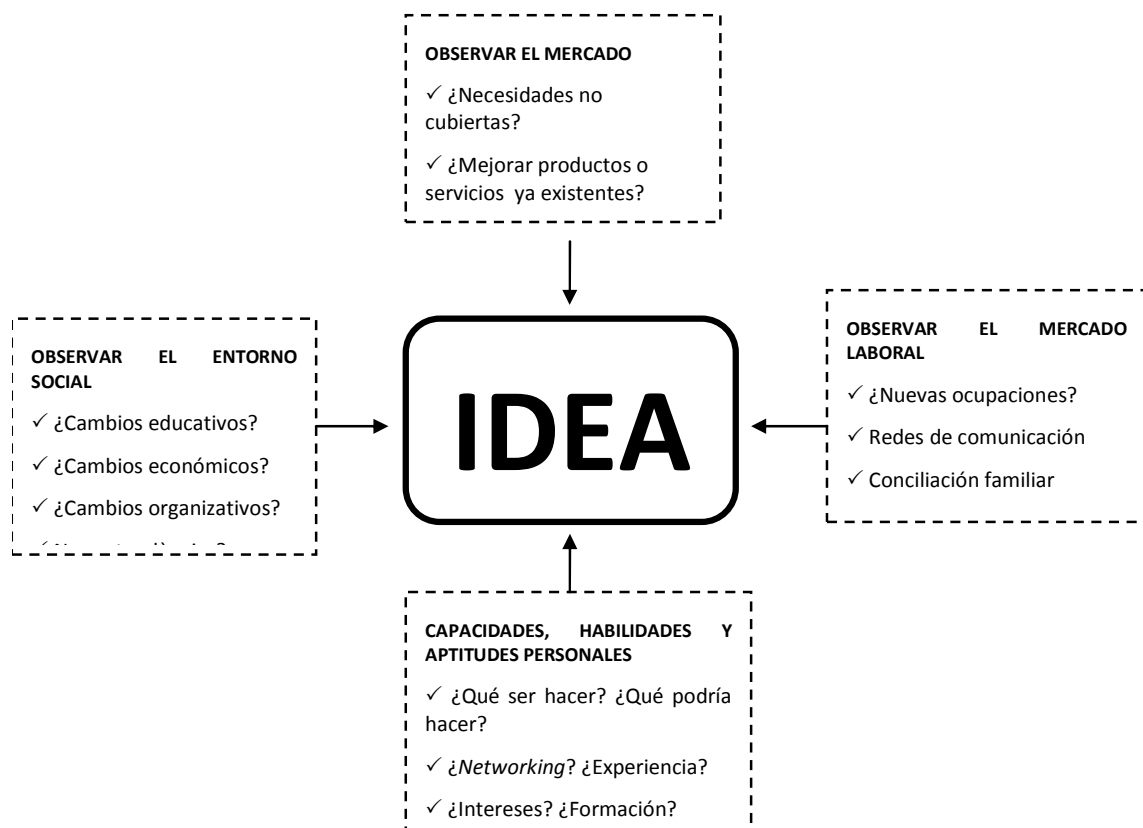 OBSERVAR EL MERCADO
✓ ¿Necesidades no
cubiertas?
✓ ¿Mejorar productos o
servicios ya existentes?
OBSERVAR EL ENTORNO
SOCIAL
✓ ¿Cambios educativos?
✓ ¿Cambios económicos?
✓ ¿Cambios organizativos?
IDEA
OBSERVAR EL MERCADO
LABORAL
✓ ¿Nuevas ocupaciones?
✓ Redes de comunicación
✓ Conciliación familiar
CAPACIDADES, HABILIDADES Y
APTITUDES PERSONALES
✓ ¿Qué ser hacer? ¿Qué podría
hacer?
✓ ¿Networking? ¿Experiencia?
✓ ¿Intereses? ¿Formación?